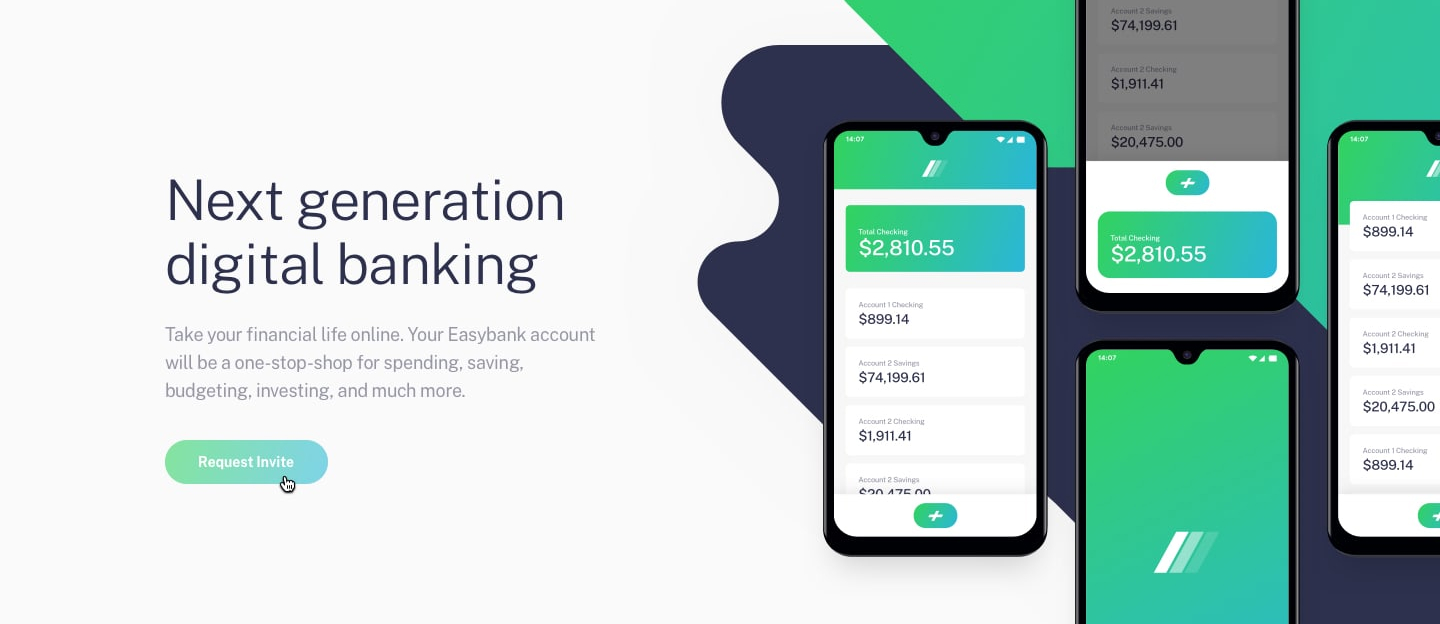 Next generation
digital banking
Take your financial life online. Your Easybank account
will be a one-stop-shop for spending, saving,
budgeting, investing, and much more.
Request Invite
14:07
Total Checking
$2,810.55
Account 1 Checking
$899.14
Account 2 Savings
$74,199.61
Account 2 Checking
$1,911.41
Account 2 Savings
$20,475.00
Account 2 Savings
$74,199.61
Account 2 Checking
$1,911.41
Account 2 Savings
$20,475.00
Total Checking
$2,810.55
14:07
14:07
Account 1 Checking
$899.14
Account 2 Savings
$74,199.61
Account 2 Checking
$1,911.41
Account 2 Savings
$20,475.00
Account 1 Checking
$899.14